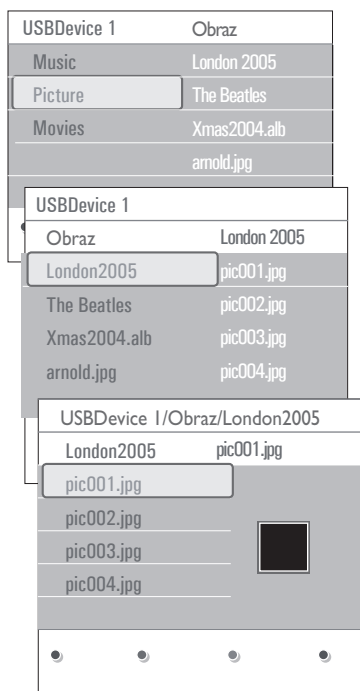 USBDevice 1 Obraz
Music London 2005
Picture The Beatles
Movies Xmas2004.alb
arnold.jpg
USBDevice 1
Obraz London 2005
London2005 pic001.jpg
The Beatles pic002.jpg
Xmas2004.alb pic003.jpg
arnold.jpg pic004.jpg
USBDevice 1/Obraz/London2005
London2005 pic001.jpg
pic001.jpg
pic002.jpg
pic003.jpg
pic004.jpg